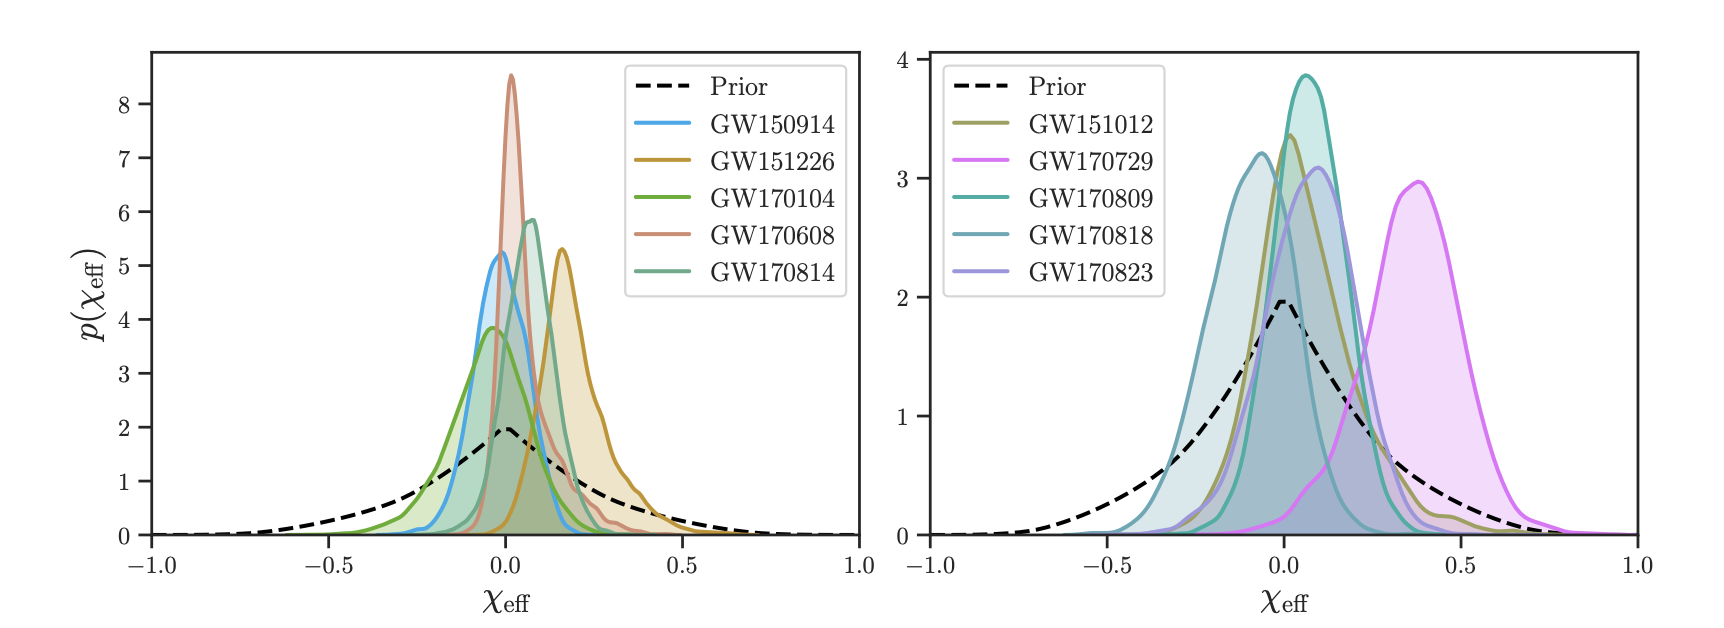 p(χeff)
8
7
6
5
4
3
2
1
0
−1.0 −0.5 0.0 0.5 1.0
χeff
Prior
GW150914
GW151226
GW170104
GW170608
GW170814
4
3
2
1
0
−1.0 −0.5 0.0 0.5 1.0
χeff
Prior
GW151012
GW170729
GW170809
GW170818
GW170823